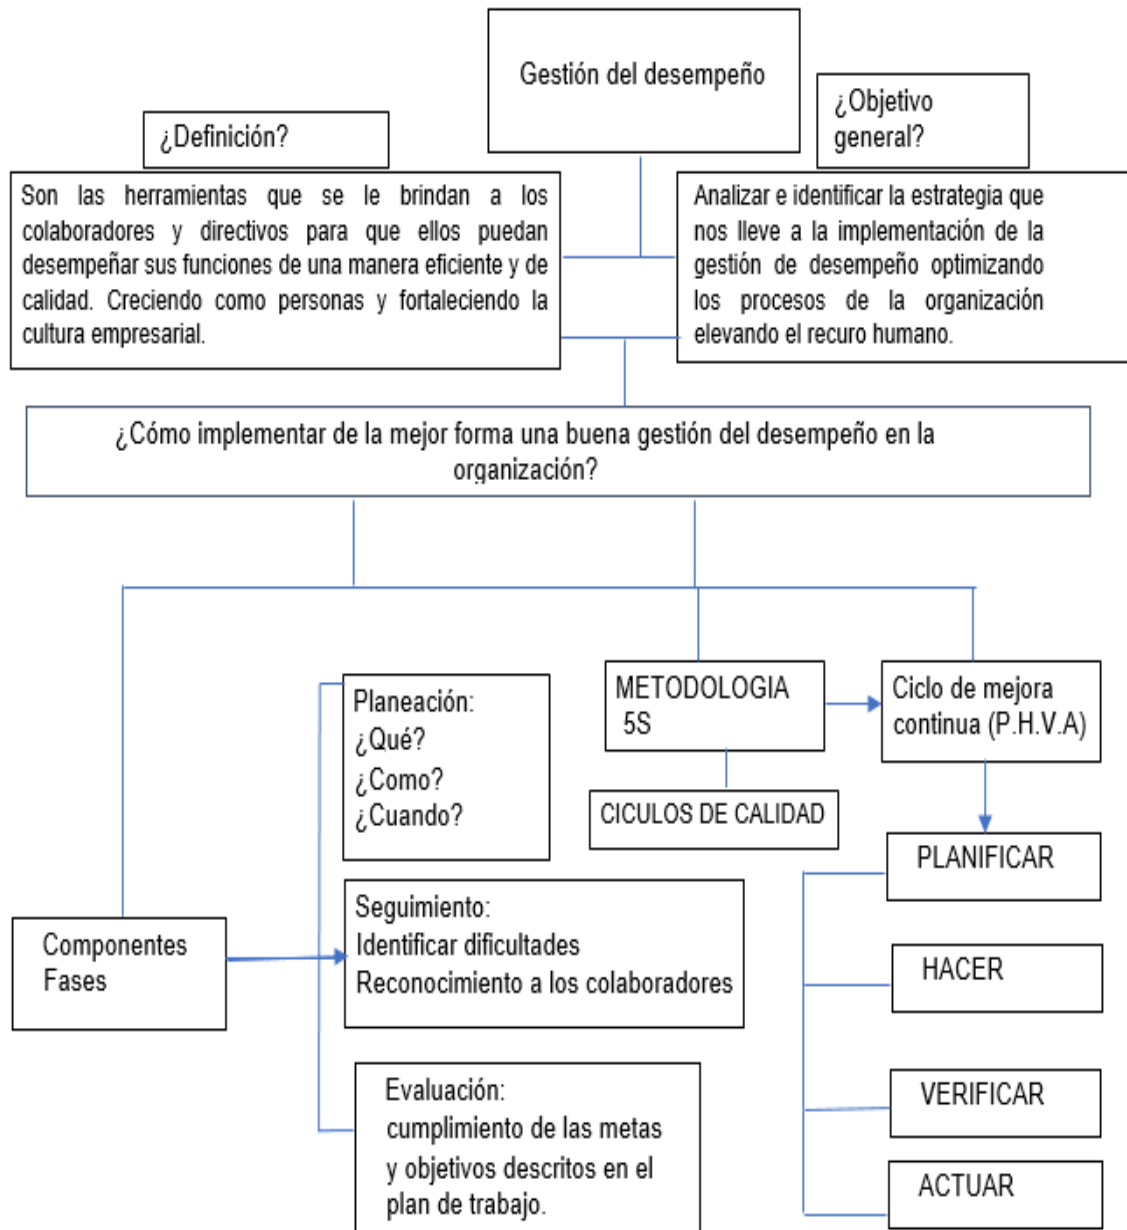 Gestión del desempeño
¿Definición?
¿Objetivo
general?
Son las herramientas que se le brindan a los
colaboradores y directivos para que ellos puedan
desempeñar sus funciones de una manera eficiente y de
calidad. Creciendo como personas y fortaleciendo la
cultura empresarial.
Analizar e identificar la estrategia que
nos lleve a la implementación de la
gestión de desempeño optimizando
los procesos de la organización
elevando el recuro humano.
¿Cómo implementar de la mejor forma una buena gestión del desempeño en la
organización?
Componentes
Fases
Planeación:
¿Qué?
¿Como?
¿Cuando?
Seguimiento:
Identificar dificultades
Reconocimiento a los colaboradores
Evaluación:
cumplimiento de las metas
y objetivos descritos en el
plan de trabajo.
METODOLOGIA
5S
CICULOS DE CALIDAD
Ciclo de mejora
continua (P.H.V.A)
PLANIFICAR
HACER
VERIFICAR
ACTUAR